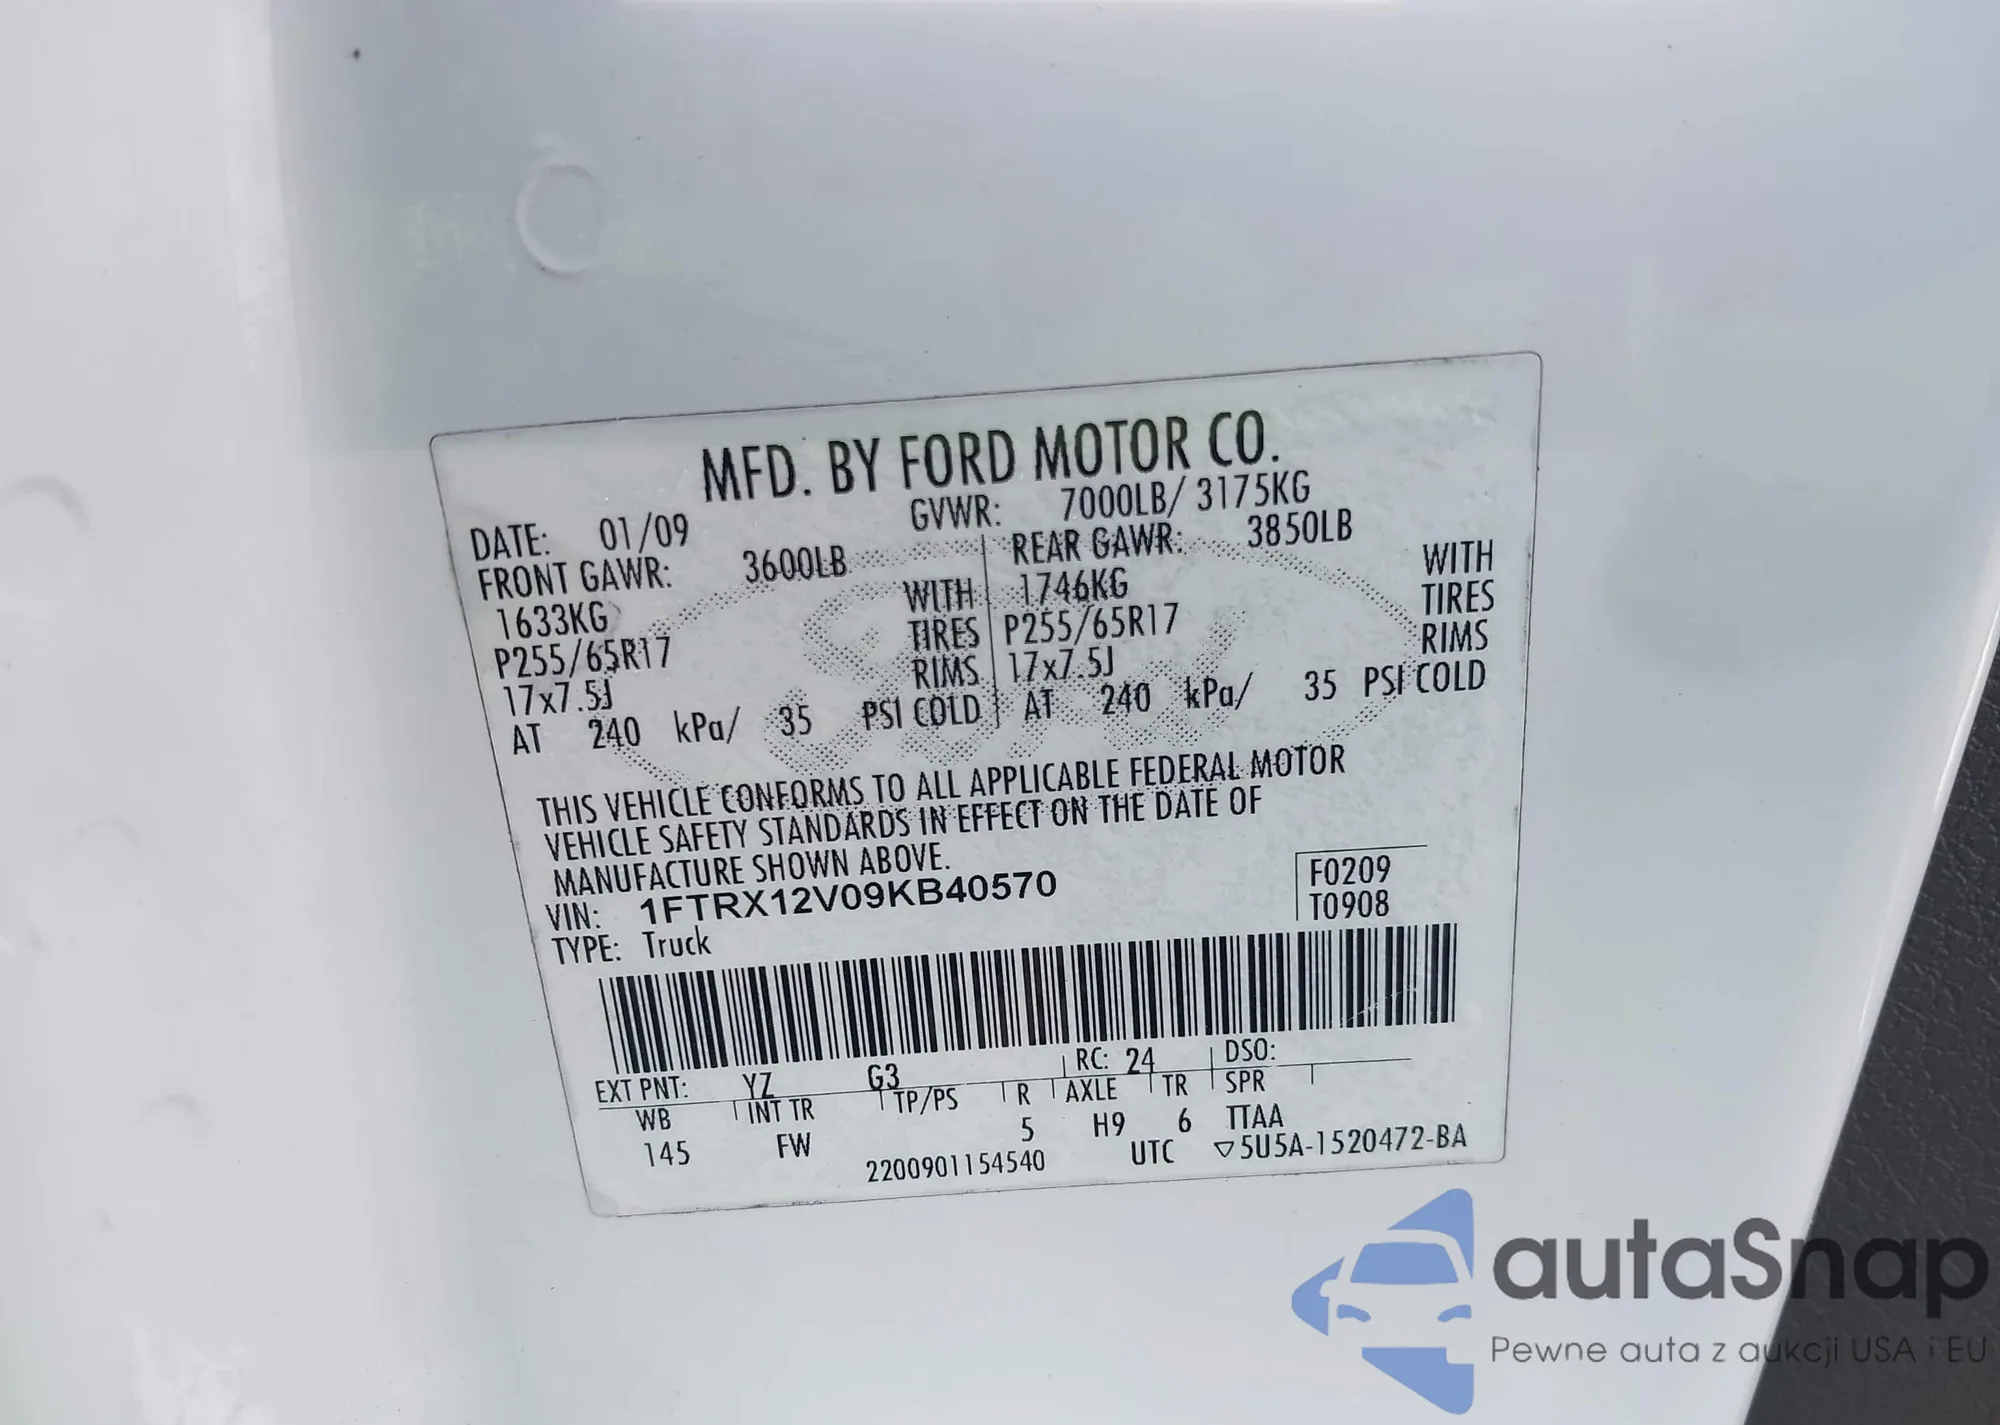 MFD. BY FORD MOTOR CO.
DATE: 01/09 GVWR: 7000LB/ 3175KG
FRONT GAWR: 3600LB REAR GAWR: 3850LB
1633KG WITH 1746KG WITH
P255/65R17 TIRES P255/65R17 TIRES
17x7.5J RIMS 17x7.5J RIMS
AT 240 kPa/ 35 PSI COLD AT 240 kPa/ 35 PSI COLD
THIS VEHICLE CONFORMS TO ALL APPLICABLE FEDERAL MOTOR
VEHICLE SAFETY STANDARDS IN EFFECT ON THE DATE OF
MANUFACTURE SHOWN ABOVE.
VIN: 1FTRX12V09KB40570 F0209
TYPE: Truck T0908
EXT PNT: YZ G3 RC: 24 DSO:
WB INT TR TP/PS R AXLE TR SPR
145 FW 5 H9 6 TTAA
2200901154540 UTC ▽5U5A-1520472-BA
autaSnap
Pewne auta z aukcji USA i EU